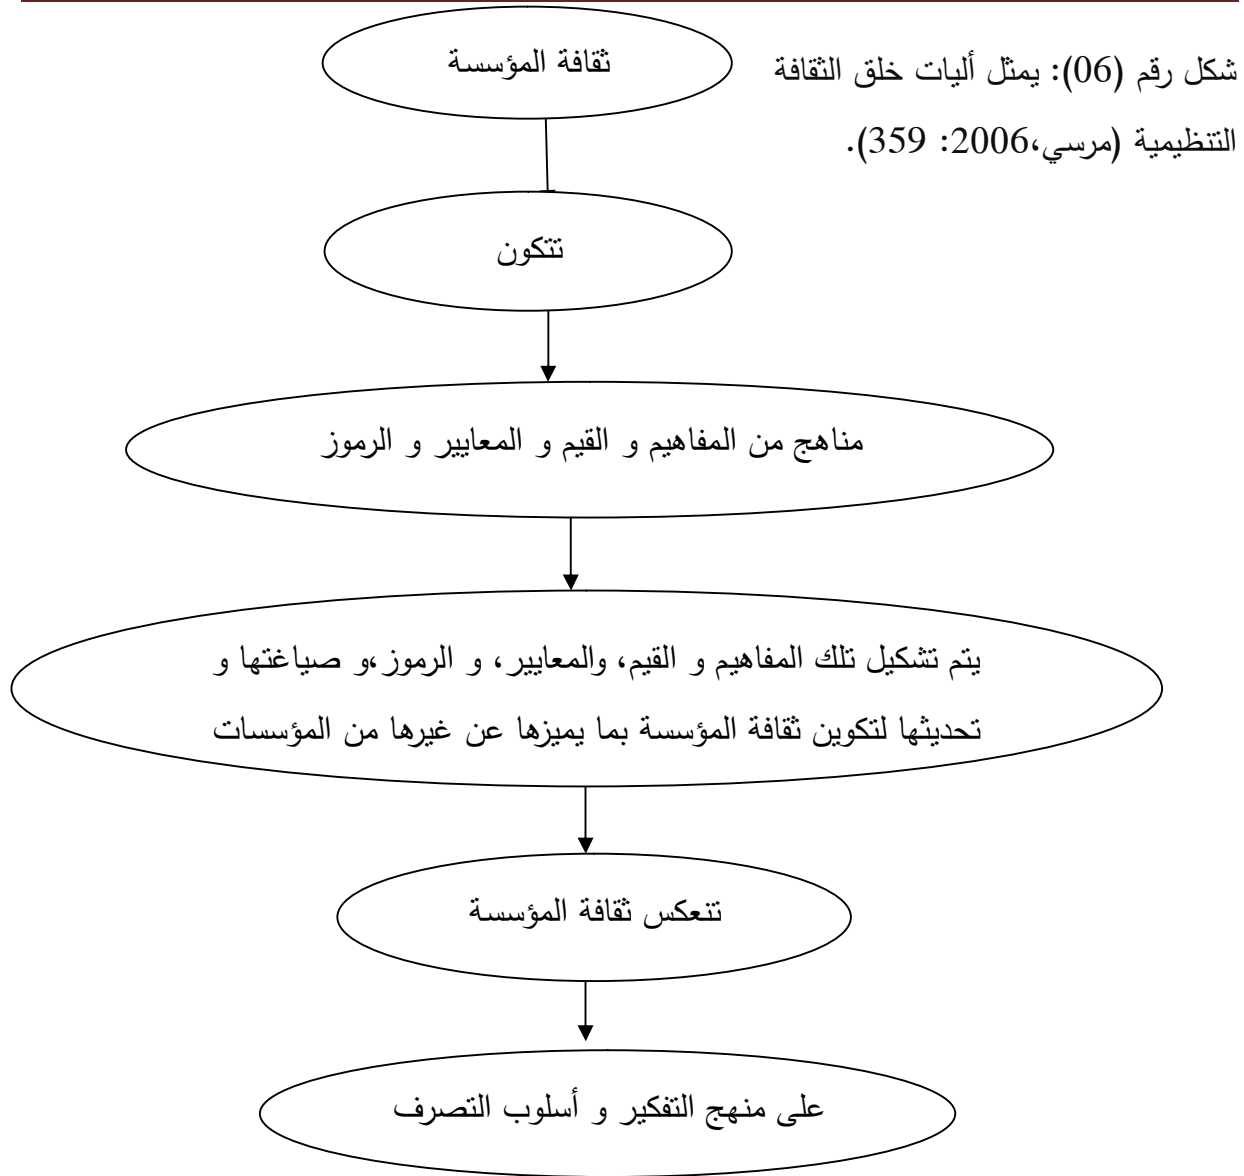 شكل رقم (06): يمثل أليات خلق الثقافة
التنظيمية (مرسي،2006: 359).
ثقافة المؤسسة
تتكون
مناهج من المفاهيم و القيم و المعايير و الرموز
يتم تشكيل تلك المفاهيم و القيم، والمعايير، و الرموز،و صياغتها و
تحديثها لتكوين ثقافة المؤسسة بما يميزها عن غيرها من المؤسسات
تنعكس ثقافة المؤسسة
على منهج التفكير و أسلوب التصرف